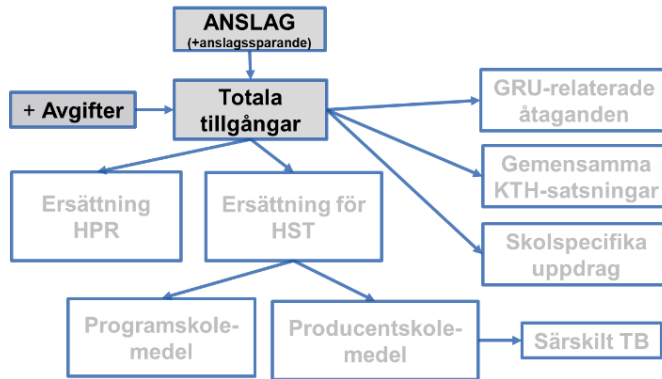 ANSLAG
(+anslagssparande)
+ Avgifter
Totala
tillgångar
GRU-relaterade
åtaganden
Gemensamma
KTH-satsningar
Skolspecifika
uppdrag
Ersättning
HPR
Ersättning för
HST
Programskole-
medel
Producentskole-
medel
Särskilt TB